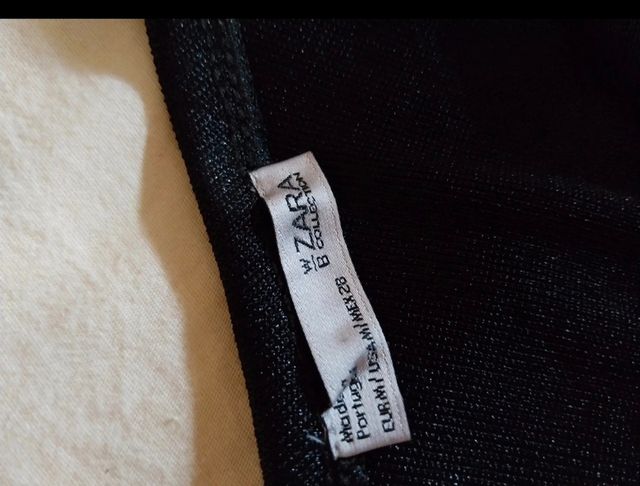 W ZARA
B COLLECTION
Made in
Portugal
EUR M / USA M / MEX 28